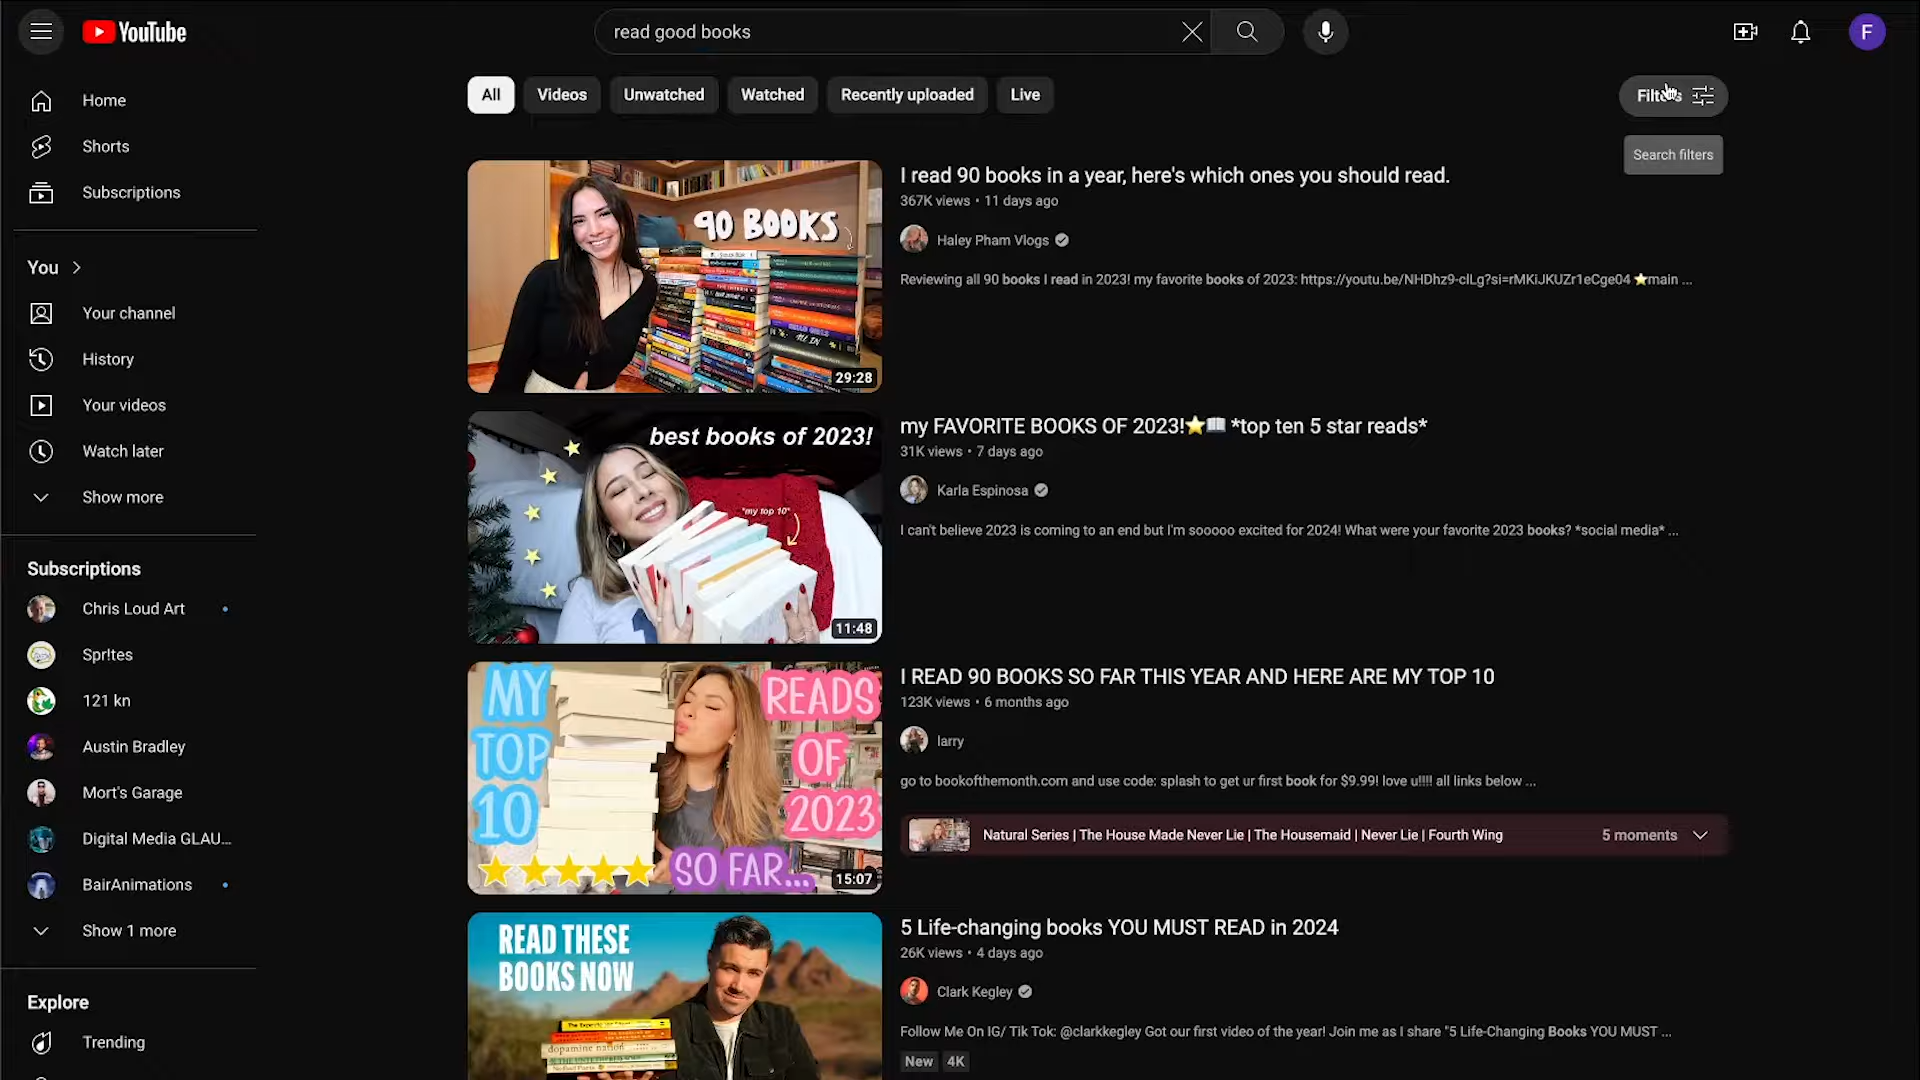 YouTube
read good books
F
Home
Shorts
Subscriptions
You
Your channel
History
Your videos
Watch later
Show more
Subscriptions
Chris Loud Art
Spr!tes
121 kn
Austin Bradley
Mort's Garage
Digital Media GLAU...
BairAnimations
Show 1 more
Explore
Trending
All
Videos
Unwatched
Watched
Recently uploaded
Live
Filters
Search filters
90 BOOKS
29:28
I read 90 books in a year, here's which ones you should read.
367K views • 11 days ago
Haley Pham Vlogs
Reviewing all 90 books I read in 2023! my favorite books of 2023: https://youtu.be/NHDhz9-clLg?si=rMKiJKUZr1eCge04 ⭐main ...
best books of 2023!
*my top 10*
11:48
my FAVORITE BOOKS OF 2023!⭐📖 *top ten 5 star reads*
31K views • 7 days ago
Karla Espinosa
I can't believe 2023 is coming to an end but I'm sooooo excited for 2024! What were your favorite 2023 books? *social media* ...
MY TOP 10
READS OF 2023
SO FAR...
15:07
I READ 90 BOOKS SO FAR THIS YEAR AND HERE ARE MY TOP 10
123K views • 6 months ago
larry
go to bookofthemonth.com and use code: splash to get ur first book for $9.99! love u!!!! all links below ...
Natural Series | The House Made Never Lie | The Housemaid | Never Lie | Fourth Wing
5 moments
READ THESE
BOOKS NOW
dopamine nation
5 Life-changing books YOU MUST READ in 2024
26K views • 4 days ago
Clark Kegley
Follow Me On IG/ Tik Tok: @clarkkegley Got our first video of the year! Join me as I share "5 Life-Changing Books YOU MUST ...
New
4K